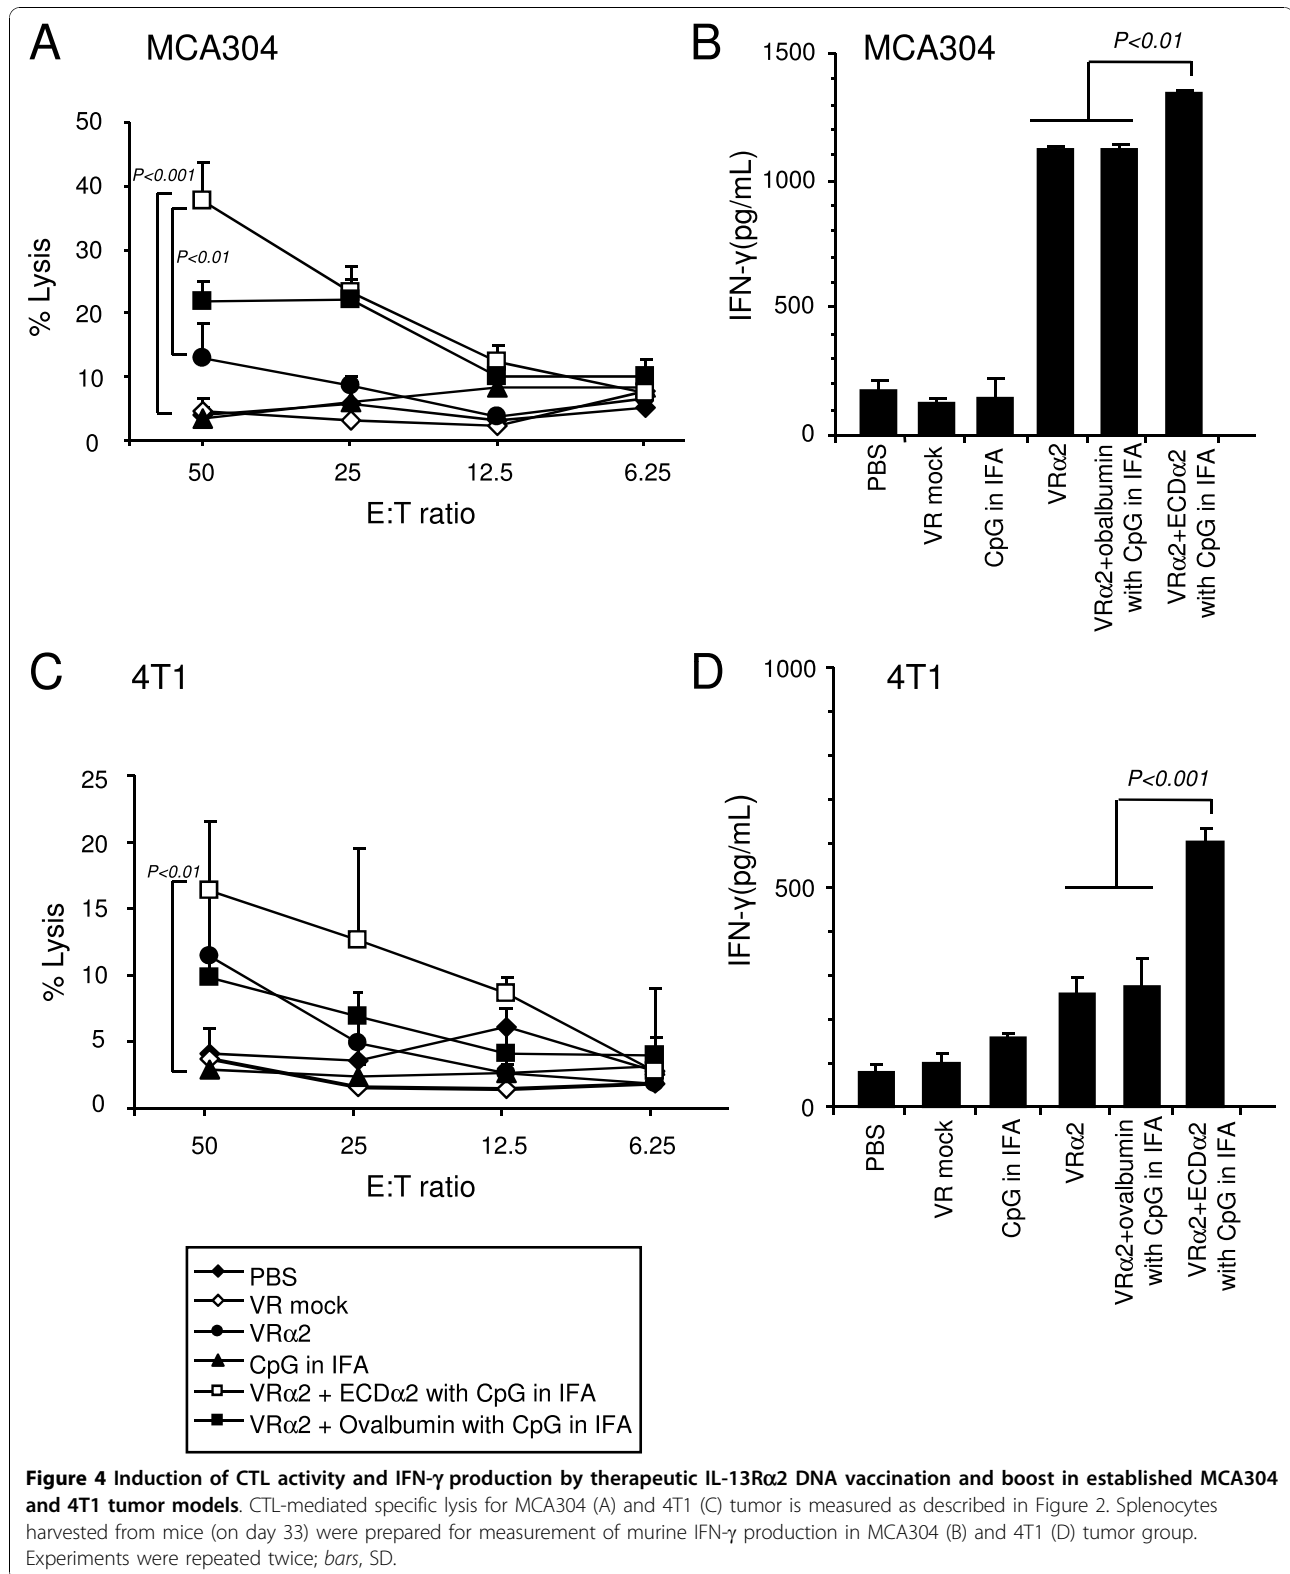 A MCA304
50
40
30
20
10
0
% Lysis
P<0.001
P<0.01
50 25 12.5 6.25
E:T ratio
B MCA304
1500
1000
500
0
IFN-γ(pg/mL)
P<0.01
PBS
VR mock
CpG in IFA
VRα2
VRα2+obalbumin
with CpG in IFA
VRα2+ECDα2
with CpG in IFA
C 4T1
25
20
15
10
5
0
% Lysis
P<0.01
50 25 12.5 6.25
E:T ratio
D 4T1
1000
500
0
IFN-γ(pg/mL)
P<0.001
PBS
VR mock
CpG in IFA
VRα2
VRα2+ovalbumin
with CpG in IFA
VRα2+ECDα2
with CpG in IFA
PBS
VR mock
VRα2
CpG in IFA
VRα2 + ECDα2 with CpG in IFA
VRα2 + Ovalbumin with CpG in IFA
Figure 4 Induction of CTL activity and IFN-γ production by therapeutic IL-13Rα2 DNA vaccination and boost in established MCA304
and 4T1 tumor models. CTL-mediated specific lysis for MCA304 (A) and 4T1 (C) tumor is measured as described in Figure 2. Splenocytes
harvested from mice (on day 33) were prepared for measurement of murine IFN-γ production in MCA304 (B) and 4T1 (D) tumor group.
Experiments were repeated twice; bars, SD.